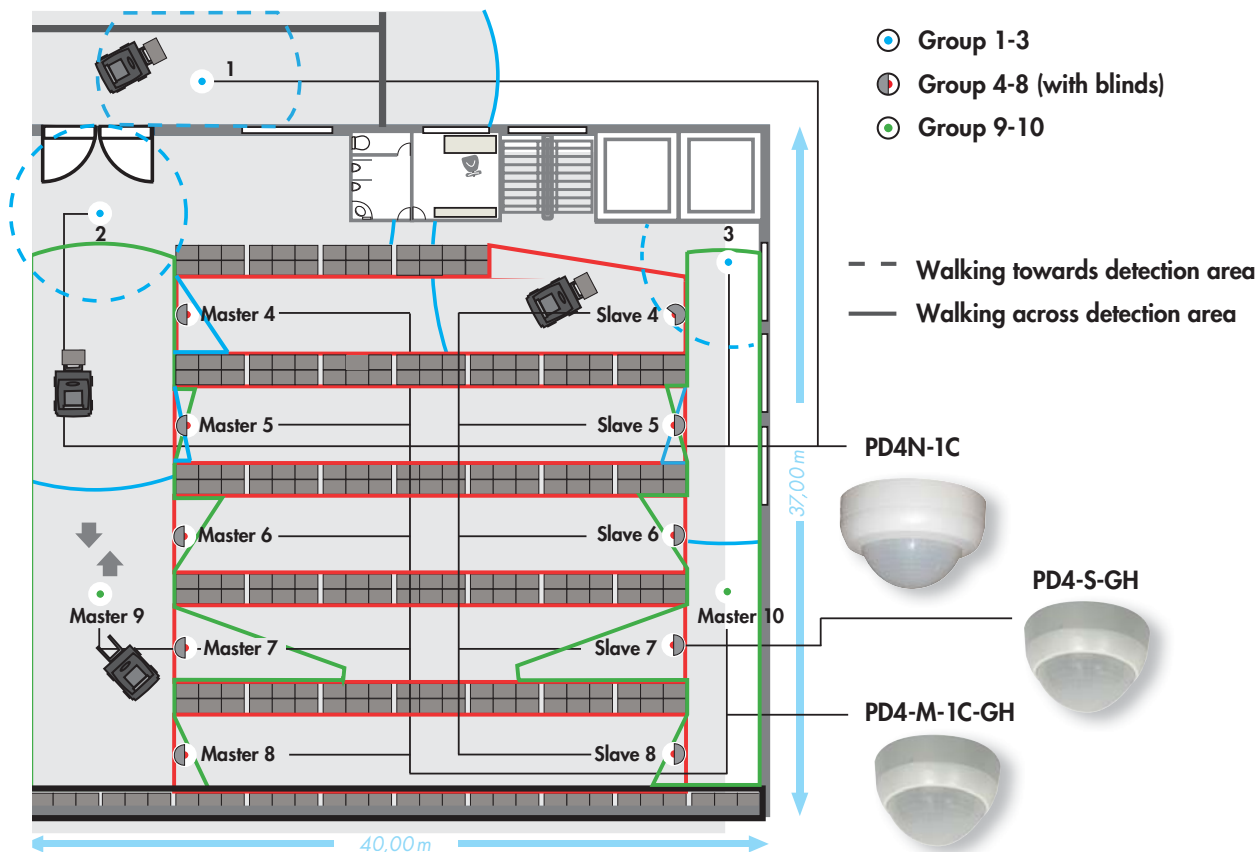 Group 1-3
Group 4-8 (with blinds)
Group 9-10
1
2
3
Walking towards detection area
Walking across detection area
Master 4
Slave 4
Master 5
Slave 5
PD4N-1C
37,00 m
Master 6
Slave 6
PD4-S-GH
Master 9
Master 10
Master 7
Slave 7
PD4-M-1C-GH
Master 8
Slave 8
40,00 m